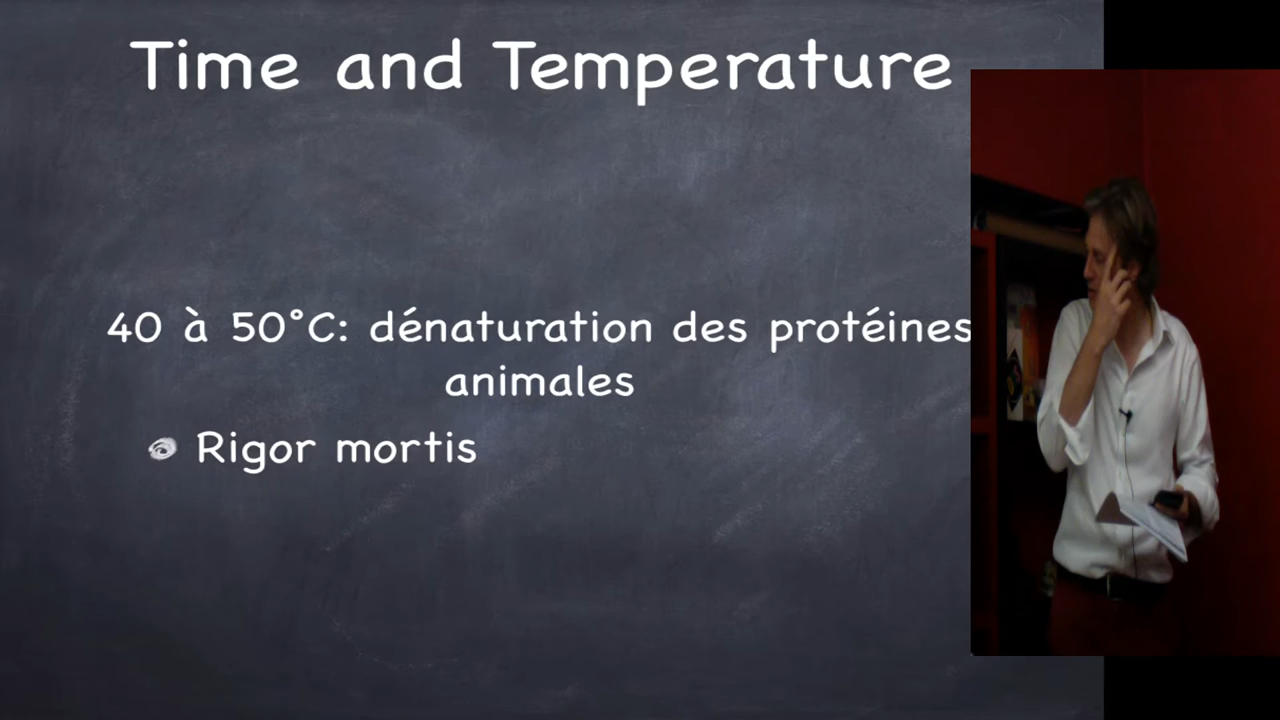 Time and Temperature
40 à 50°C: dénaturation des protéines
animales
Rigor mortis